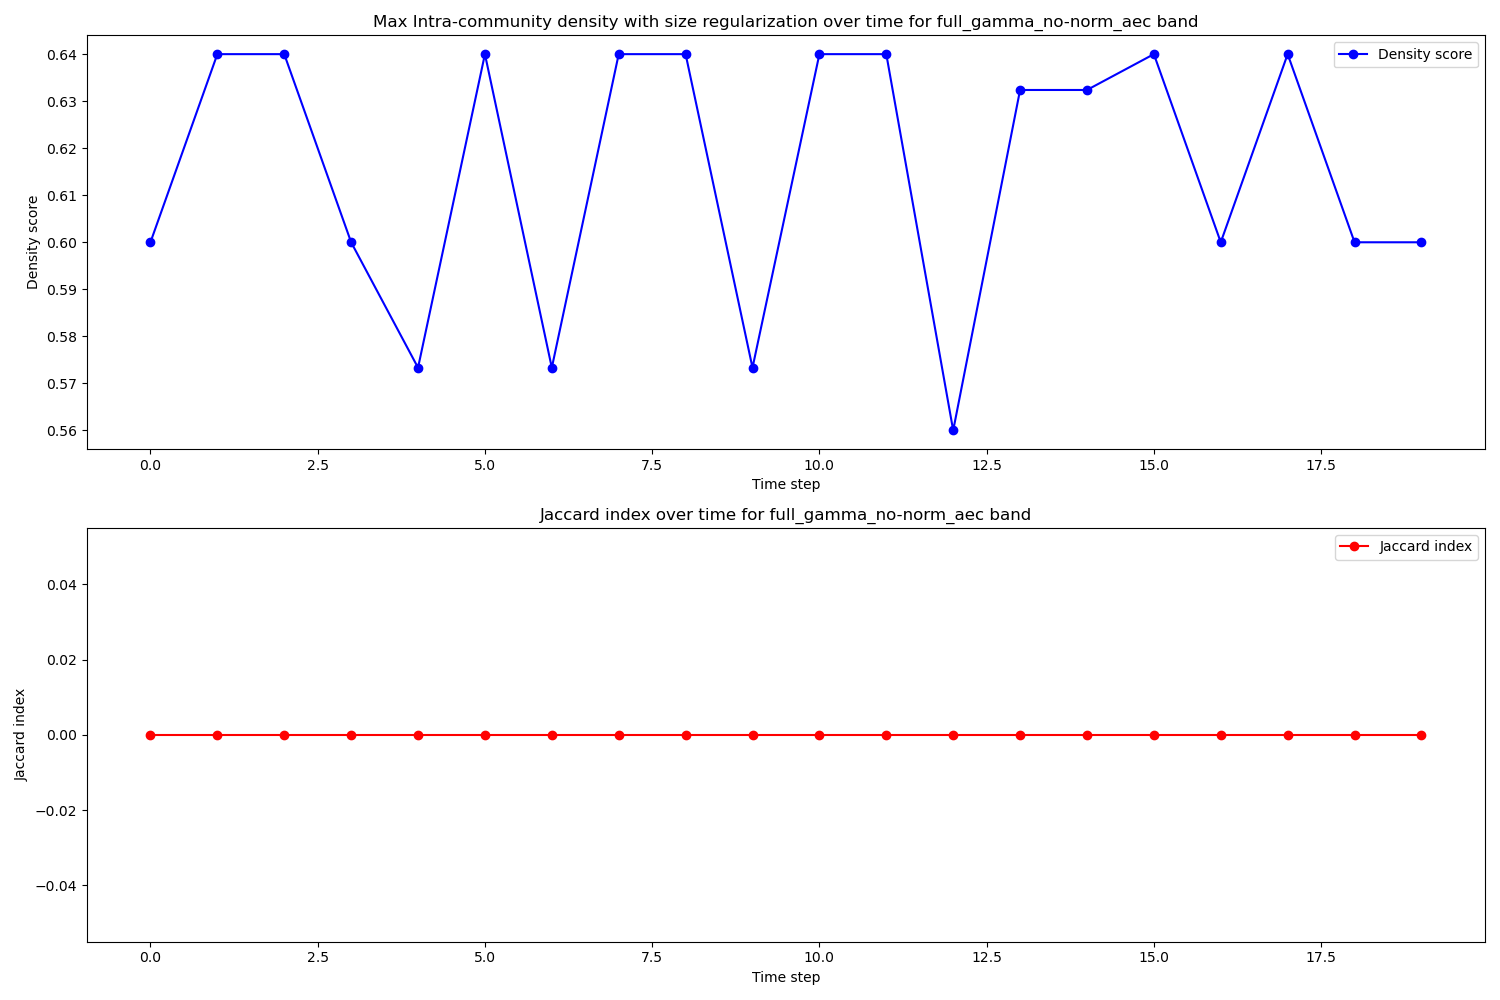 Max Intra-community density with size regularization over time for full_gamma_no-norm_aec band
Density score
0.64
0.63
0.62
0.61
0.60
0.59
0.58
0.57
0.56
Density score
0.0 2.5 5.0 7.5 10.0 12.5 15.0 17.5
Time step
Jaccard index over time for full_gamma_no-norm_aec band
Jaccard index
0.04
0.02
0.00
−0.02
−0.04
Jaccard index
0.0 2.5 5.0 7.5 10.0 12.5 15.0 17.5
Time step